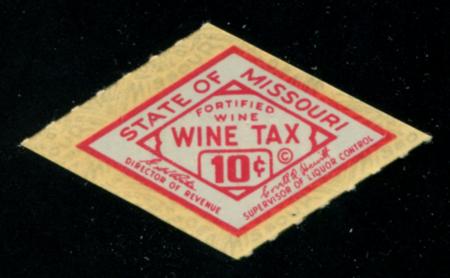 STATE OF MISSOURI
FORTIFIED
WINE
WINE TAX
10¢ ©
DIRECTOR OF REVENUE
SUPERVISOR OF LIQUOR CONTROL